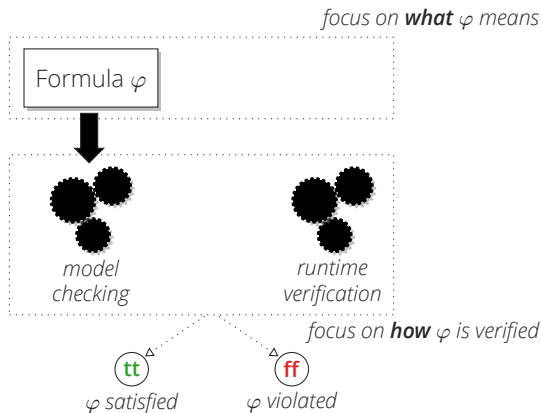 focus on what φ means
Formula φ
model
checking
runtime
verification
focus on how φ is verified
tt
ff
φ satisfied
φ violated